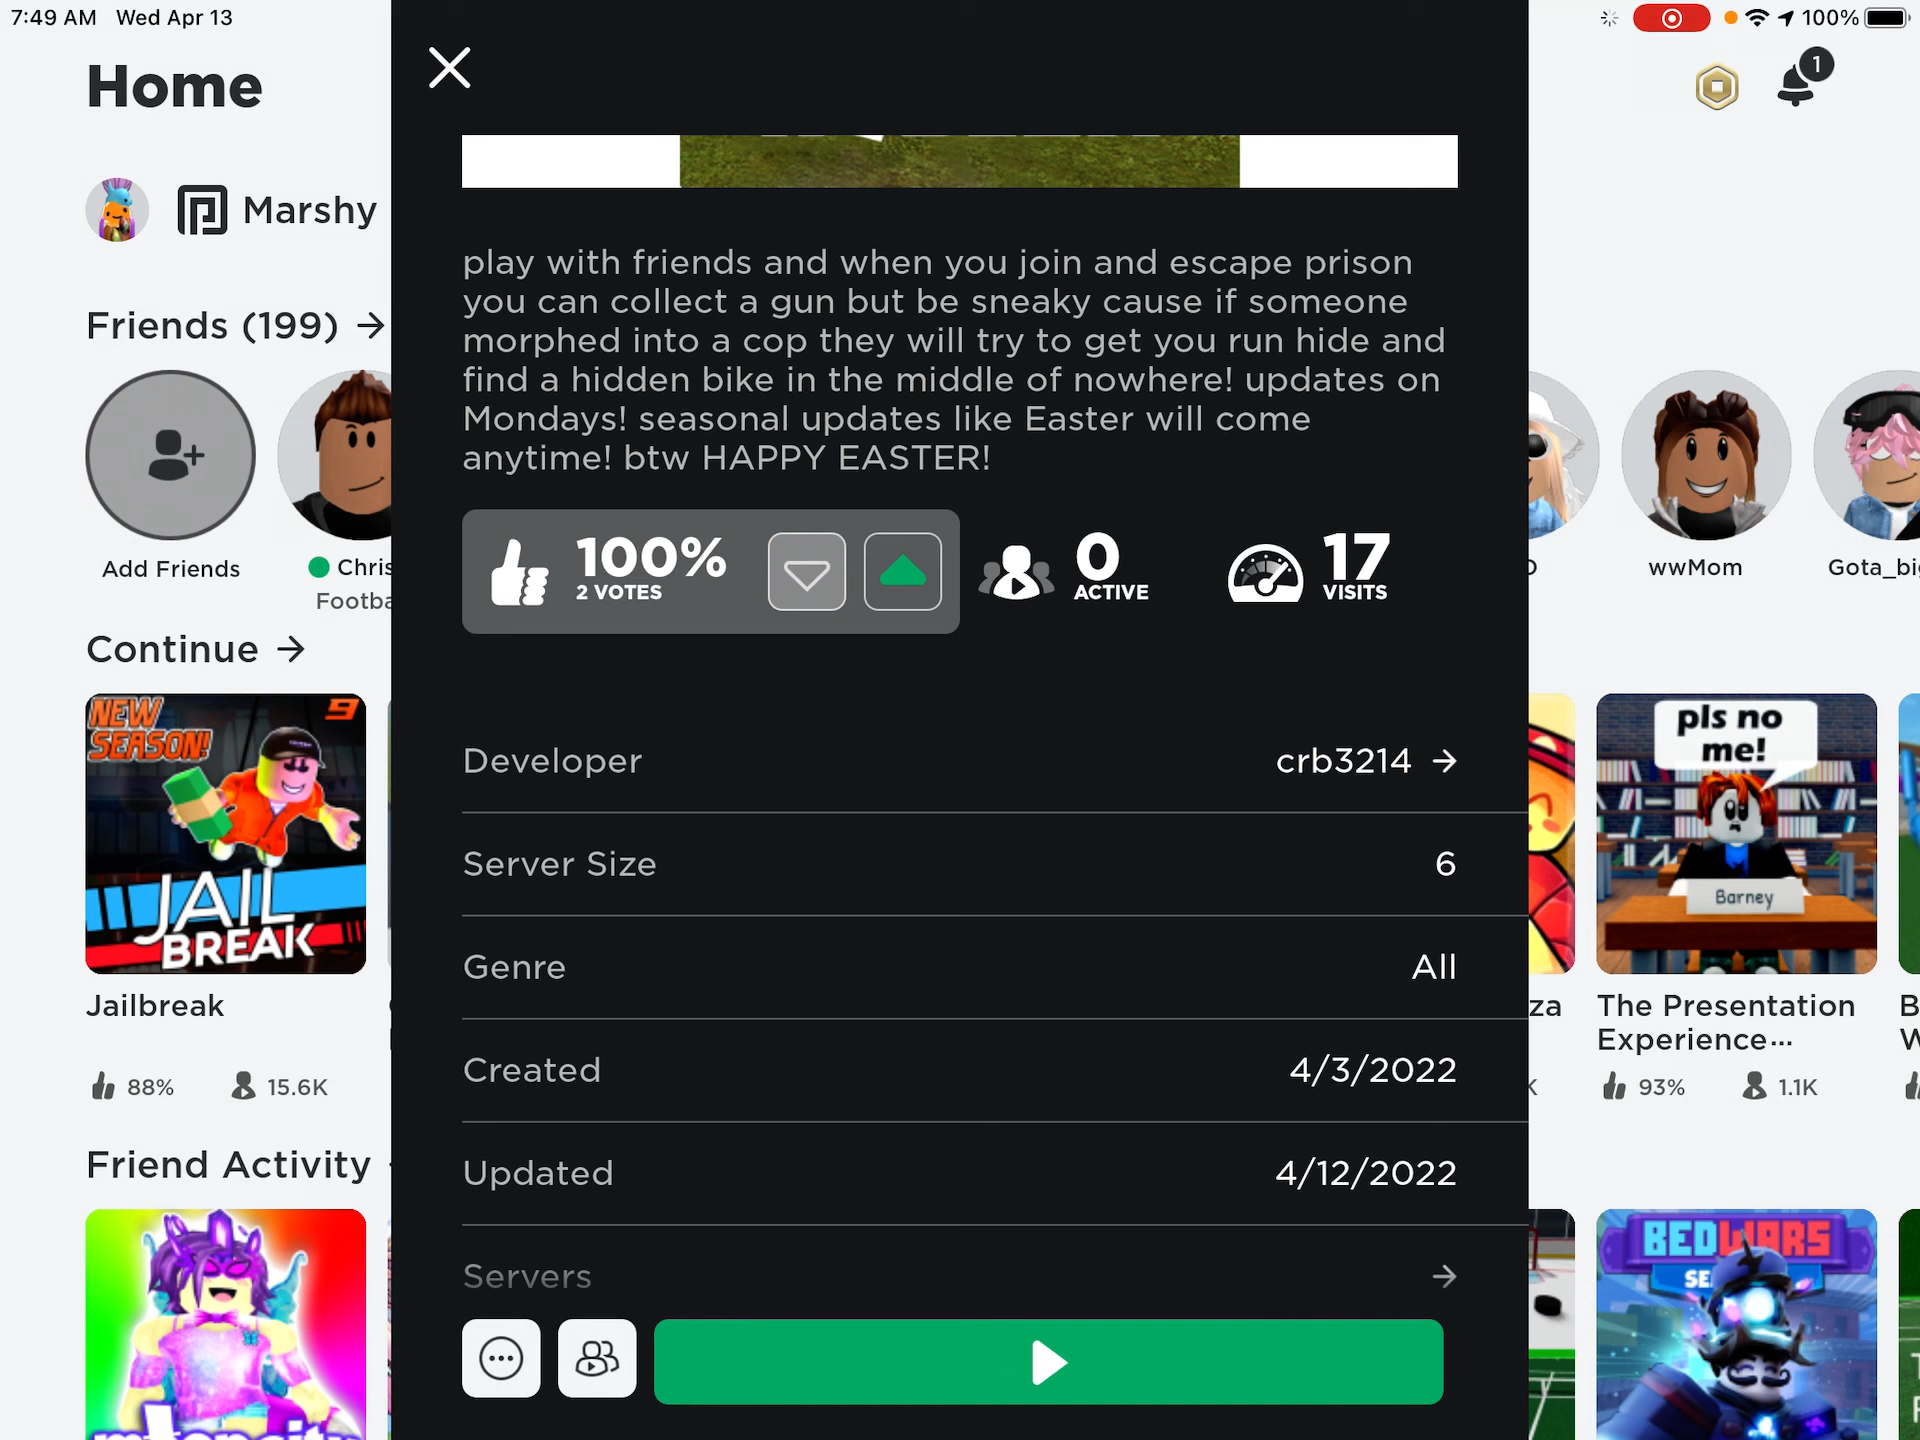 7:49 AM Wed Apr 13
100%
Home
1
Marshy
Friends (199)
Add Friends
Chris
wwMom
Continue
NEW
SEASON!
9
JAIL
BREAK
Jailbreak
88% 15.6K
Friend Activity
play with friends and when you join and escape prison
you can collect a gun but be sneaky cause if someone
morphed into a cop they will try to get you run hide and
find a hidden bike in the middle of nowhere! updates on
Mondays! seasonal updates like Easter will come
anytime! btw HAPPY EASTER!
100%
2 VOTES
0
ACTIVE
17
VISITS
Developer crb3214
Server Size 6
Genre All
Created 4/3/2022
Updated 4/12/2022
Servers
pls no
me!
Barney
The Presentation
Experience...
93% 1.1K
BEDWARS